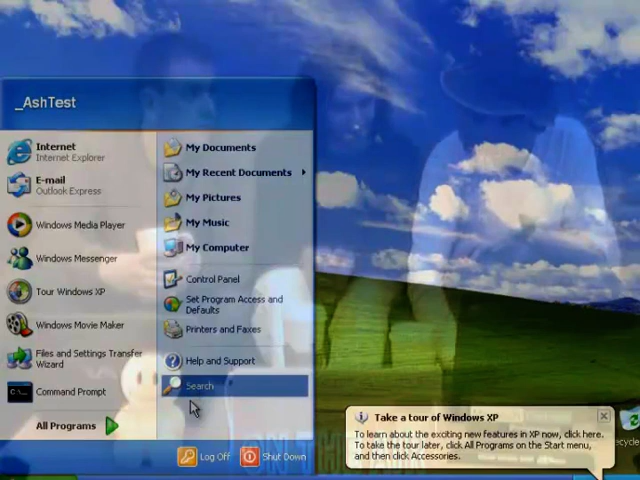 _AshTest
Internet
Internet Explorer
E-mail
Outlook Express
Windows Media Player
Windows Messenger
Tour Windows XP
Windows Movie Maker
Files and Settings Transfer
Wizard
Command Prompt
All Programs
My Documents
My Recent Documents
My Pictures
My Music
My Computer
Control Panel
Set Program Access and
Defaults
Printers and Faxes
Help and Support
Search
Log Off
Shut Down
Take a tour of Windows XP
To learn about the exciting new features in XP now, click here.
To take the tour later, click All Programs on the Start menu,
and then click Accessories.